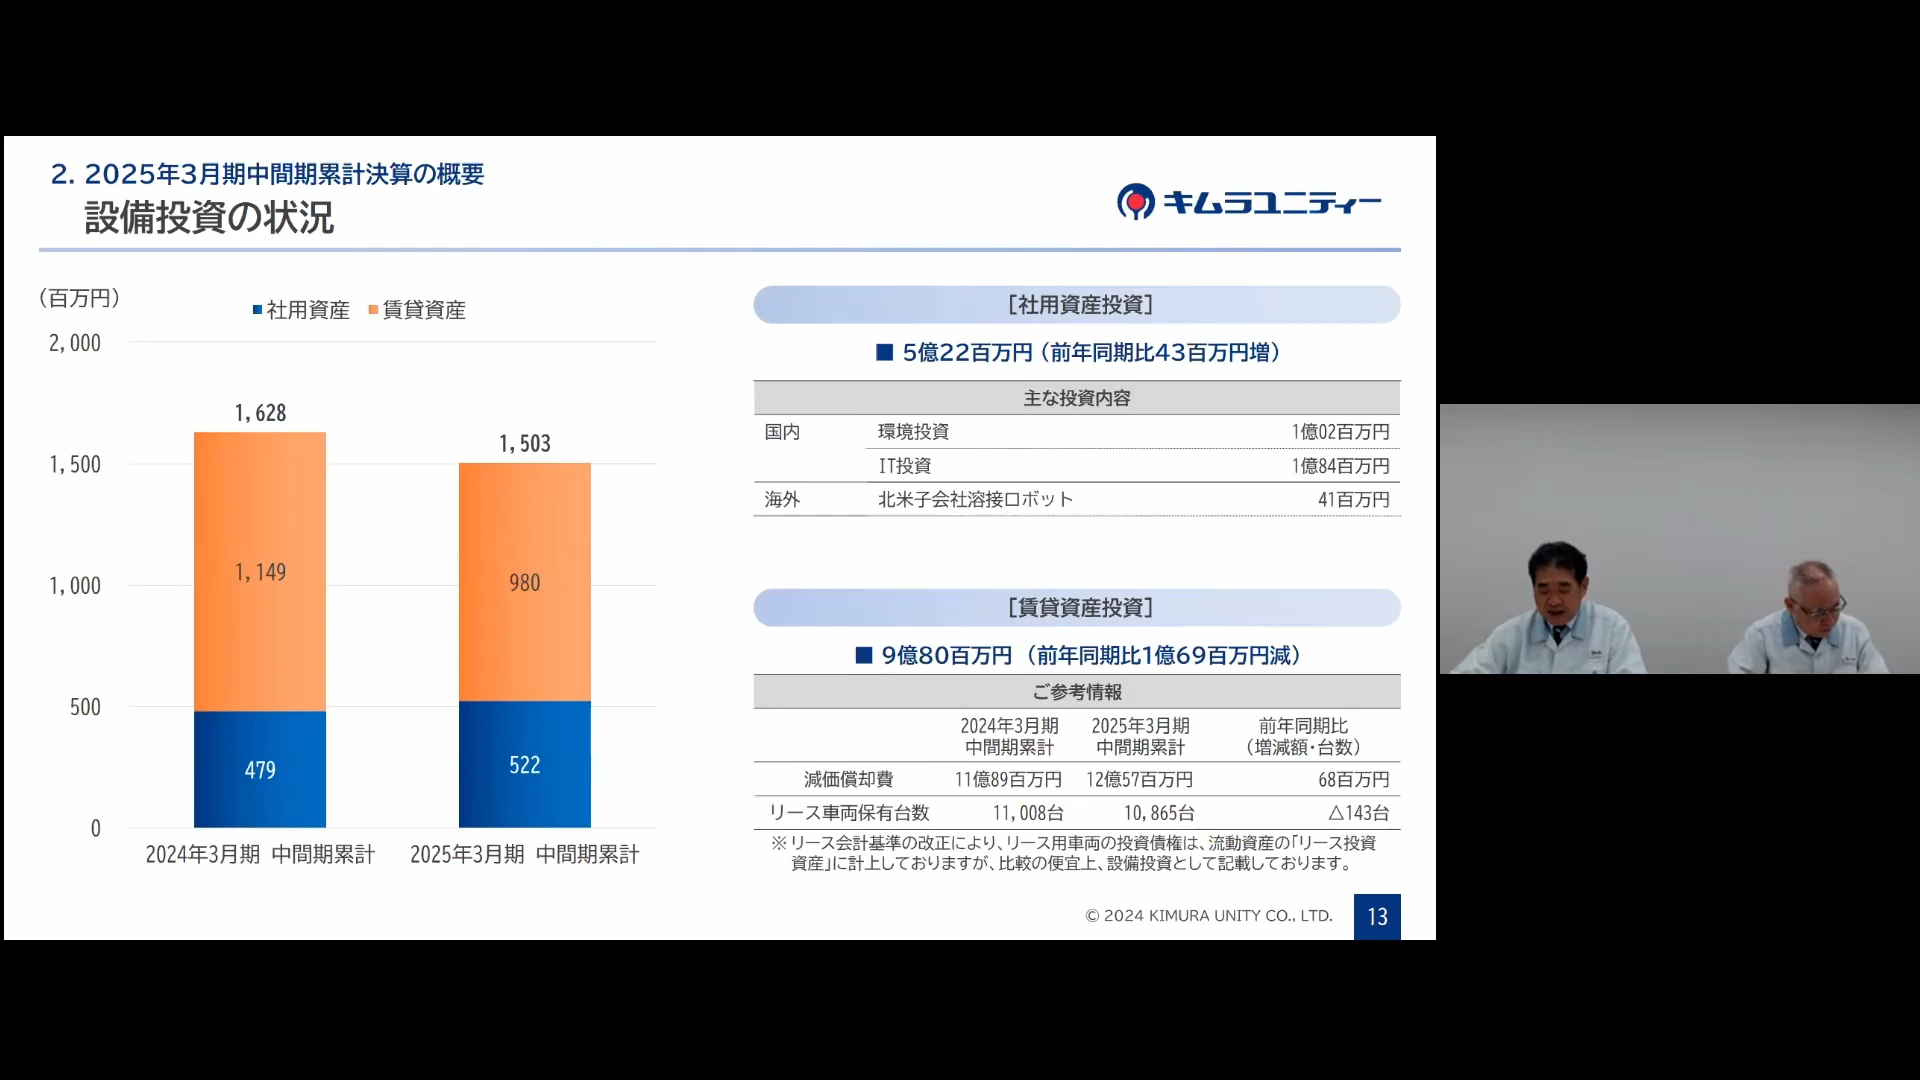 2. 2025年3月期中間期累計決算の概要
設備投資の状況
キムラユニティー
（百万円）
社用資産 賃貸資産
2,000
1,500
1,000
500
0
1,628
1,149
479
1,503
980
522
2024年3月期 中間期累計
2025年3月期 中間期累計
［社用資産投資］
■ 5億22百万円（前年同期比43百万円増）
主な投資内容
国内 環境投資 1億02百万円
IT投資 1億84百万円
海外 北米子会社溶接ロボット 41百万円
［賃貸資産投資］
■ 9億80百万円（前年同期比1億69百万円減）
ご参考情報
2024年3月期 2025年3月期 前年同期比
中間期累計 中間期累計 （増減額・台数）
減価償却費 11億89百万円 12億57百万円 68百万円
リース車両保有台数 11,008台 10,865台 △143台
※リース会計基準の改正により、リース用車両の投資債権は、流動資産の「リース投資
資産」に計上しておりますが、比較の便宜上、設備投資として記載しております。
© 2024 KIMURA UNITY CO., LTD.
13